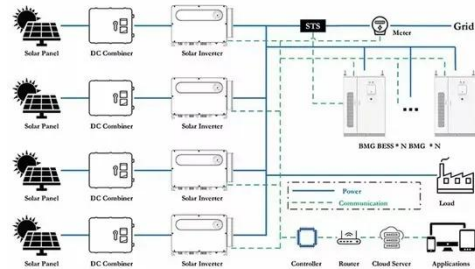 STS
Grid
Meter
Solar Panel
DC Combiner
Solar Inverter
Solar Panel
DC Combiner
Solar Inverter
BMG BESS * N BMG * N
Solar Panel
DC Combiner
Solar Inverter
Power
Communication
Load
Solar Panel
DC Combiner
Solar Inverter
Controller
Router
Cloud Server
Applications